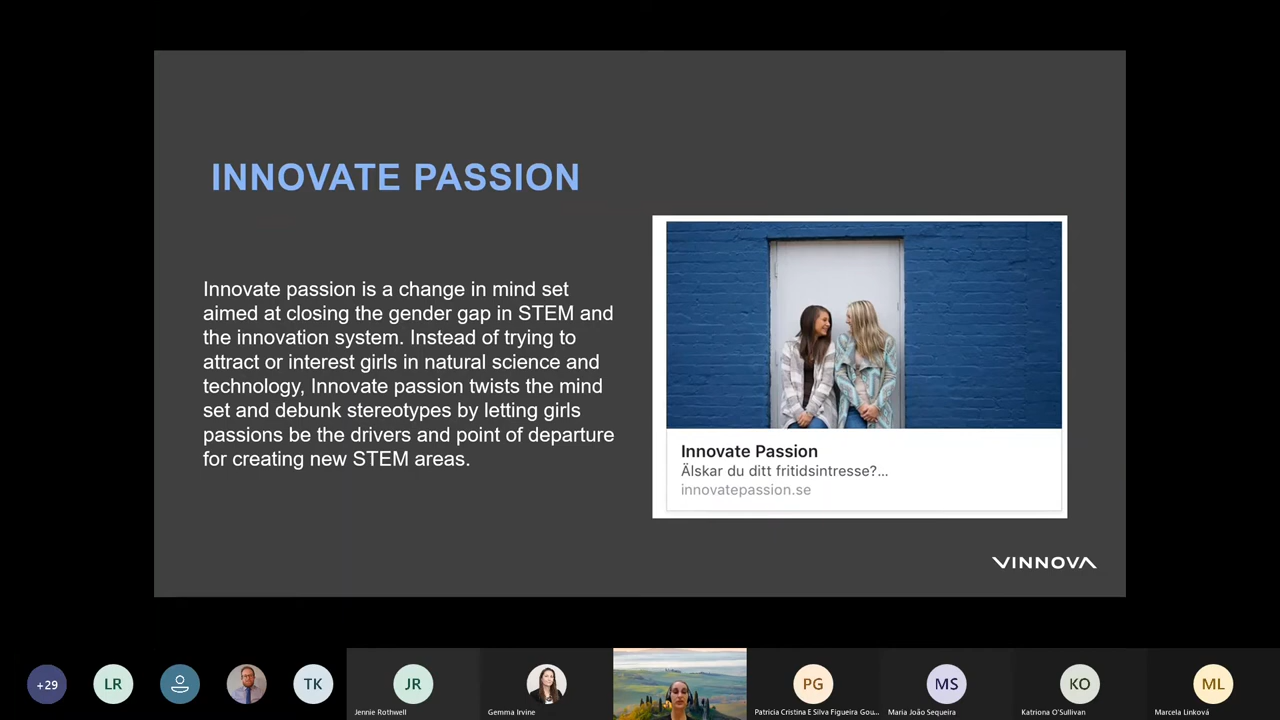 INNOVATE PASSION
Innovate passion is a change in mind set
aimed at closing the gender gap in STEM and
the innovation system. Instead of trying to
attract or interest girls in natural science and
technology, Innovate passion twists the mind
set and debunk stereotypes by letting girls
passions be the drivers and point of departure
for creating new STEM areas.
Innovate Passion
Älskar du ditt fritidsintresse?...
innovatepassion.se
VINNOVA
+29
LR
TK
JR
Jennie Rothwell
Gemma Irvine
PG
Patricia Cristina E Silva Figueira Gou...
MS
Maria João Sequeira
KO
Katriona O'Sullivan
ML
Marcela Linková